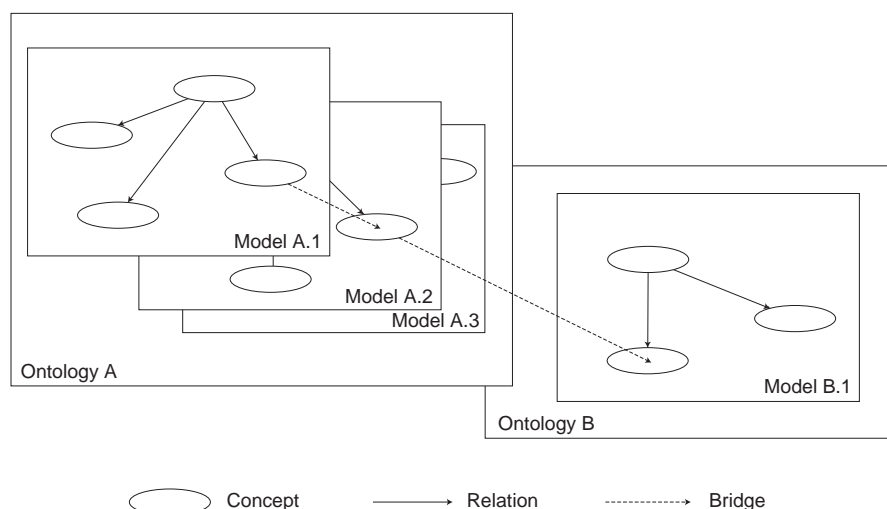 Model A.1
Model A.2
Model A.3
Ontology A
Model B.1
Ontology B
Concept
Relation
Bridge